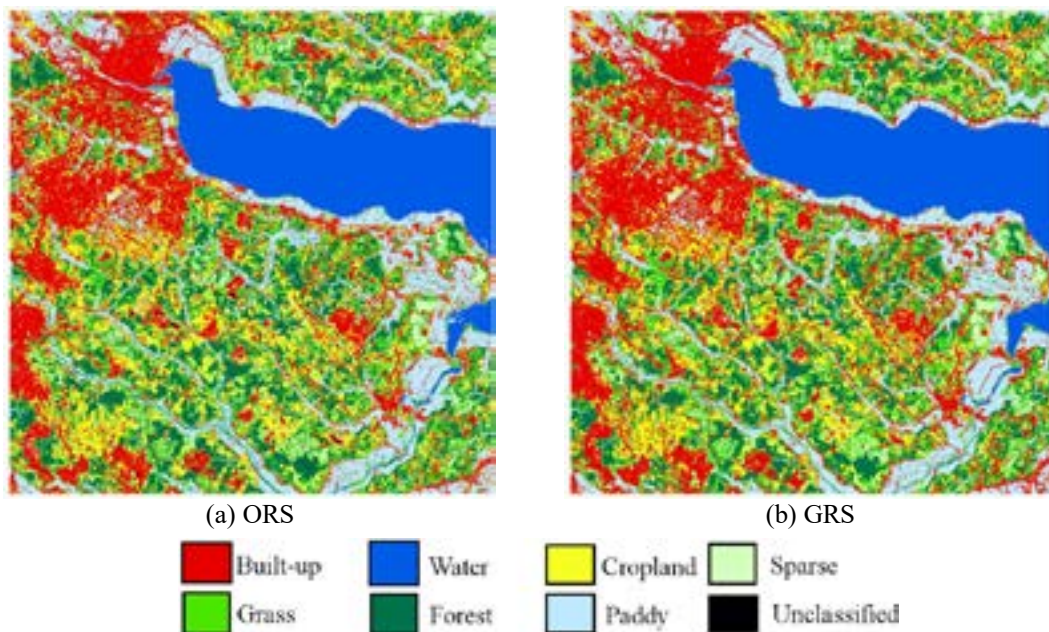 (a) ORS (b) GRS
Built-up Water Cropland Sparse
Grass Forest Paddy Unclassified